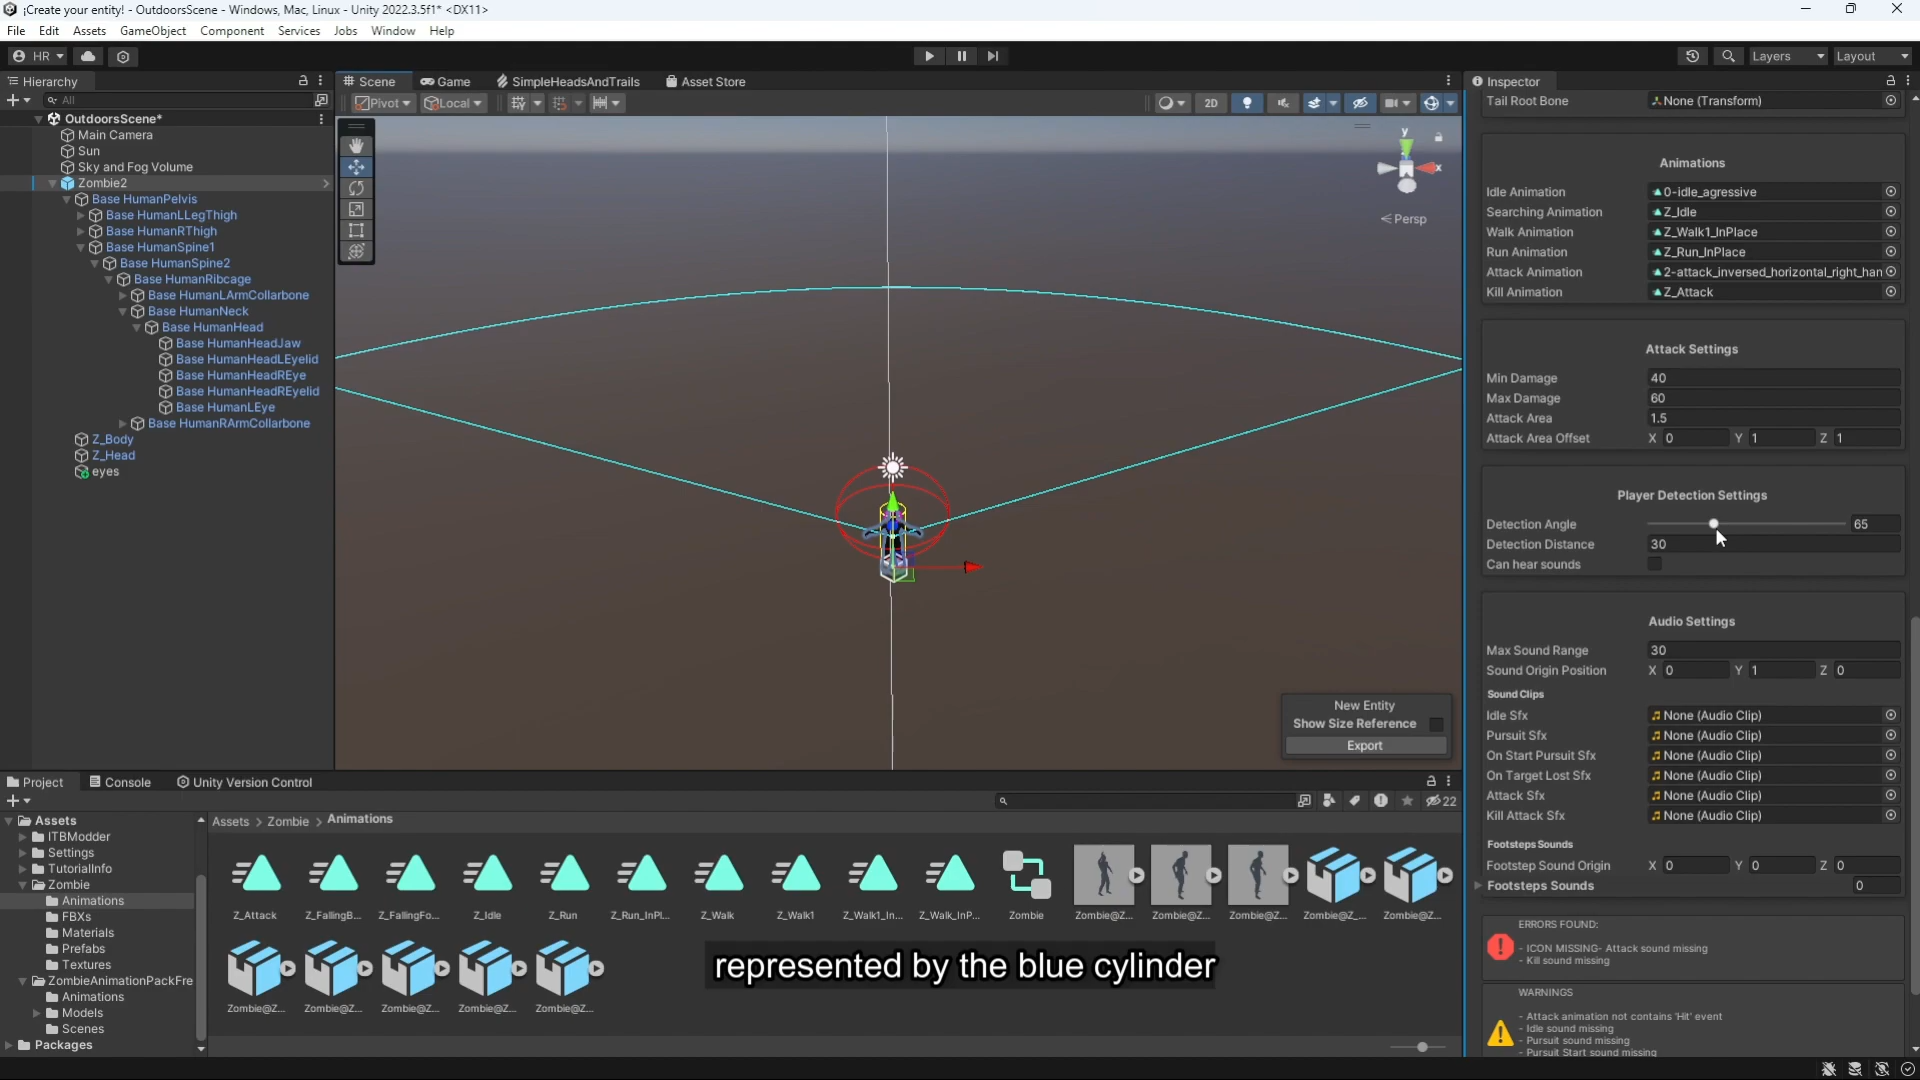 ¡Create your entity! - OutdoorsScene - Windows, Mac, Linux - Unity 2022.3.5f1* <DX11>
File Edit Assets GameObject Component Services Jobs Window Help
HR Layers Layout
Hierarchy
All
OutdoorsScene*
Main Camera
Sun
Sky and Fog Volume
Zombie2
Base HumanPelvis
Base HumanLLegThigh
Base HumanRThigh
Base HumanSpine1
Base HumanSpine2
Base HumanRibcage
Base HumanLArmCollarbone
Base HumanNeck
Base HumanHead
Base HumanHeadJaw
Base HumanHeadLEyelid
Base HumanHeadREye
Base HumanHeadREyelid
Base HumanLEye
Base HumanRArmCollarbone
Z_Body
Z_Head
eyes
Scene Game SimpleHeadsAndTrails Asset Store
Pivot Local 2D
y
x
Persp
New Entity
Show Size Reference
Export
Inspector
Tail Root Bone None (Transform)
Animations
Idle Animation 0-idle_agressive
Searching Animation Z_Idle
Walk Animation Z_Walk1_InPlace
Run Animation Z_Run_InPlace
Attack Animation 2-attack_inversed_horizontal_right_han
Kill Animation Z_Attack
Attack Settings
Min Damage 40
Max Damage 60
Attack Area 1.5
Attack Area Offset X 0 Y 1 Z 1
Player Detection Settings
Detection Angle 65
Detection Distance 30
Can hear sounds
Audio Settings
Max Sound Range 30
Sound Origin Position X 0 Y 1 Z 0
Sound Clips
Idle Sfx None (Audio Clip)
Pursuit Sfx None (Audio Clip)
On Start Pursuit Sfx None (Audio Clip)
On Target Lost Sfx None (Audio Clip)
Attack Sfx None (Audio Clip)
Kill Attack Sfx None (Audio Clip)
Footsteps Sounds
Footstep Sound Origin X 0 Y 0 Z 0
Footsteps Sounds 0
ERRORS FOUND:
- ICON MISSING- Attack sound missing
- Kill sound missing
WARNINGS
- Attack animation not contains 'Hit' event
- Idle sound missing
- Pursuit sound missing
- Pursuit Start sound missing
Project Console Unity Version Control
22
Assets
ITBModder
Settings
TutorialInfo
Zombie
Animations
FBXs
Materials
Prefabs
Textures
ZombieAnimationPackFre
Animations
Models
Scenes
Packages
Assets > Zombie > Animations
Z_Attack Z_FallingB... Z_FallingFo... Z_Idle Z_Run Z_Run_InPl... Z_Walk Z_Walk1 Z_Walk1_In... Z_Walk_InP... Zombie Zombie@Z... Zombie@Z... Zombie@Z... Zombie@Z_... Zombie@Z...
Zombie@Z... Zombie@Z... Zombie@Z... Zombie@Z... Zombie@Z...
represented by the blue cylinder